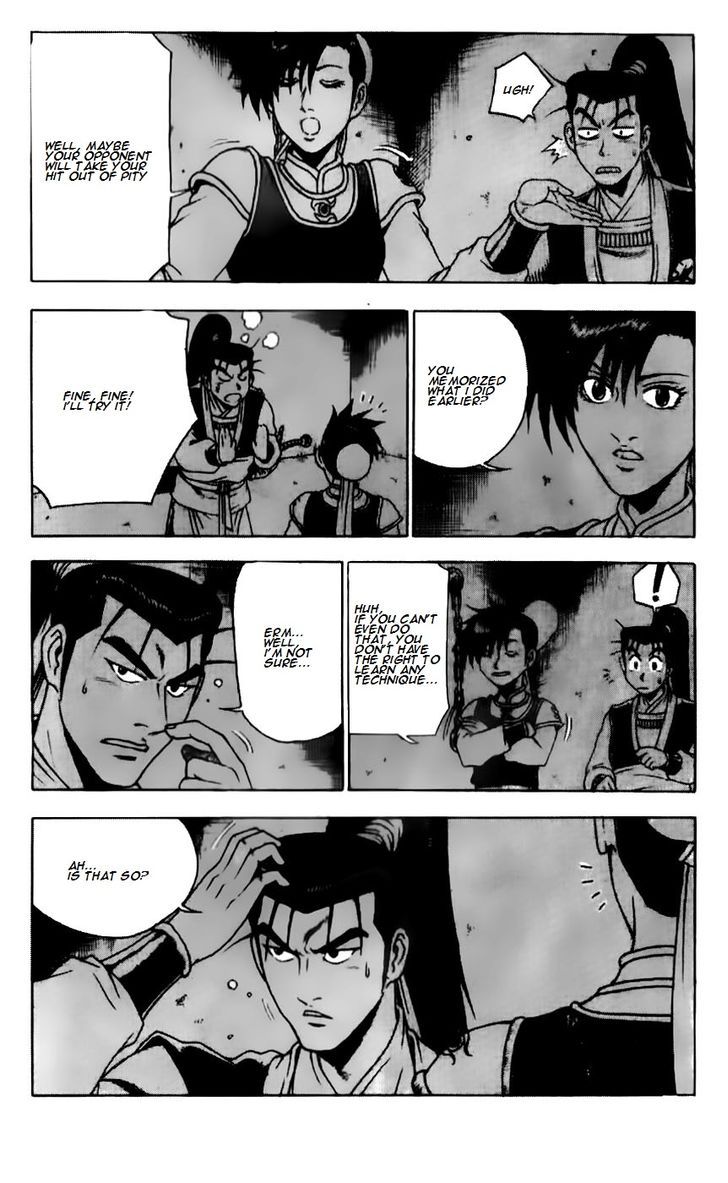 WELL, MAYBE
YOUR OPPONENT
WILL TAKE YOUR
HIT OUT OF PITY
UGH!
FINE, FINE!
I'LL TRY IT!
YOU
MEMORIZED
WHAT I DID
EARLIER?
ERM...
WELL,
I'M NOT
SURE...
HUH,
IF YOU CAN'T
EVEN DO
THAT, YOU
DON'T HAVE
THE RIGHT TO
LEARN ANY
TECHNIQUE...
!
AH...
IS THAT SO?